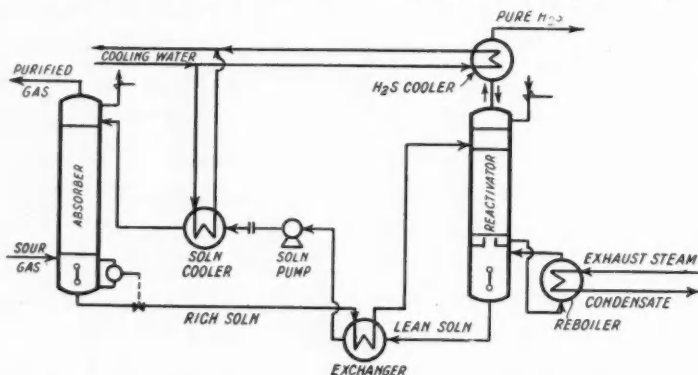 PURE H₂S
COOLING WATER
PURIFIED
GAS
H₂S COOLER
ABSORBER
REACTIVATOR
SOUR
GAS
SOLN
COOLER
SOLN
PUMP
EXHAUST STEAM
CONDENSATE
REBOILER
RICH SOLN
LEAN SOLN
EXCHANGER